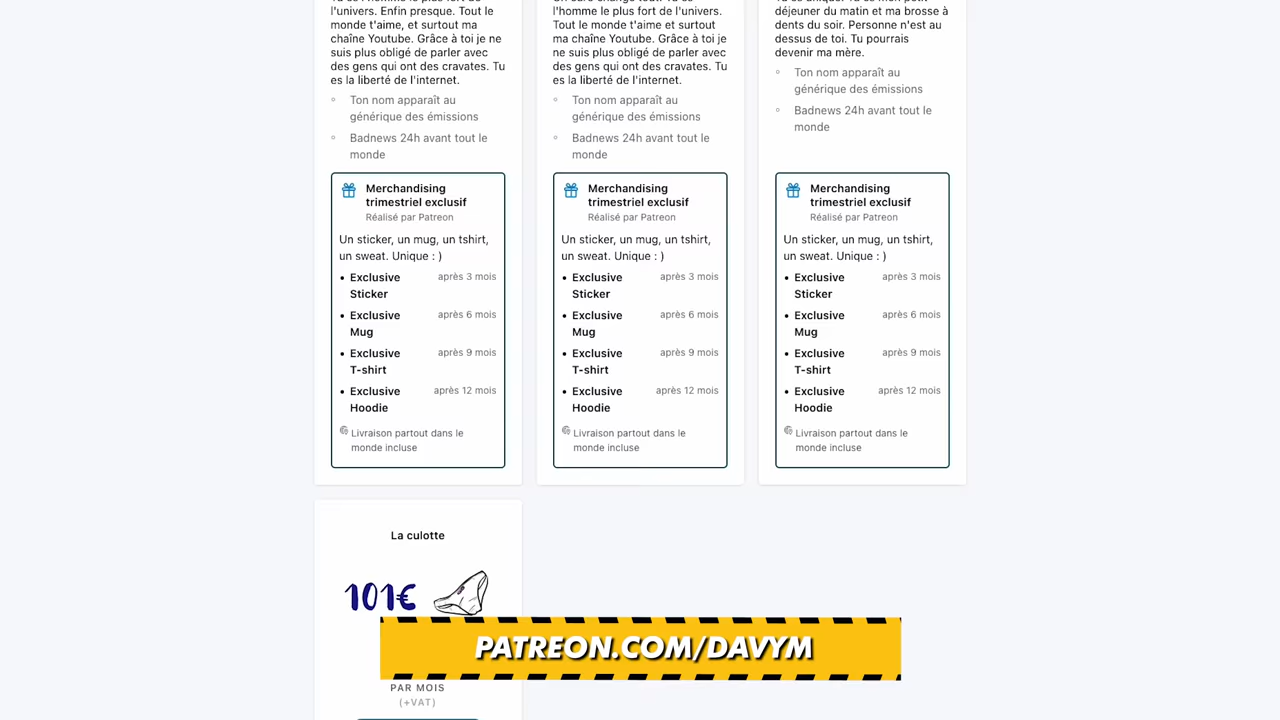 l'univers. Enfin presque. Tout le
monde t'aime, et surtout ma
chaîne Youtube. Grâce à toi je ne
suis plus obligé de parler avec
des gens qui ont des cravates. Tu
es la liberté de l'internet.
Ton nom apparaît au
générique des émissions
Badnews 24h avant tout le
monde
Merchandising
trimestriel exclusif
Réalisé par Patreon
Un sticker, un mug, un tshirt,
un sweat. Unique : )
• Exclusive Sticker après 3 mois
• Exclusive Mug après 6 mois
• Exclusive T-shirt après 9 mois
• Exclusive Hoodie après 12 mois
Livraison partout dans le
monde incluse
l'homme le plus fort de l'univers.
Tout le monde t'aime et surtout
ma chaîne Youtube. Grâce à toi je
ne suis plus obligé de parler avec
des gens qui ont des cravates. Tu
es la liberté de l'internet.
Ton nom apparaît au
générique des émissions
Badnews 24h avant tout le
monde
Merchandising
trimestriel exclusif
Réalisé par Patreon
Un sticker, un mug, un tshirt,
un sweat. Unique : )
• Exclusive Sticker après 3 mois
• Exclusive Mug après 6 mois
• Exclusive T-shirt après 9 mois
• Exclusive Hoodie après 12 mois
Livraison partout dans le
monde incluse
déjeuner du matin et ma brosse à
dents du soir. Personne n'est au
dessus de toi. Tu pourrais
devenir ma mère.
Ton nom apparaît au
générique des émissions
Badnews 24h avant tout le
monde
Merchandising
trimestriel exclusif
Réalisé par Patreon
Un sticker, un mug, un tshirt,
un sweat. Unique : )
• Exclusive Sticker après 3 mois
• Exclusive Mug après 6 mois
• Exclusive T-shirt après 9 mois
• Exclusive Hoodie après 12 mois
Livraison partout dans le
monde incluse
La culotte
101€
PATREON.COM/DAVYM
PAR MOIS
(+VAT)